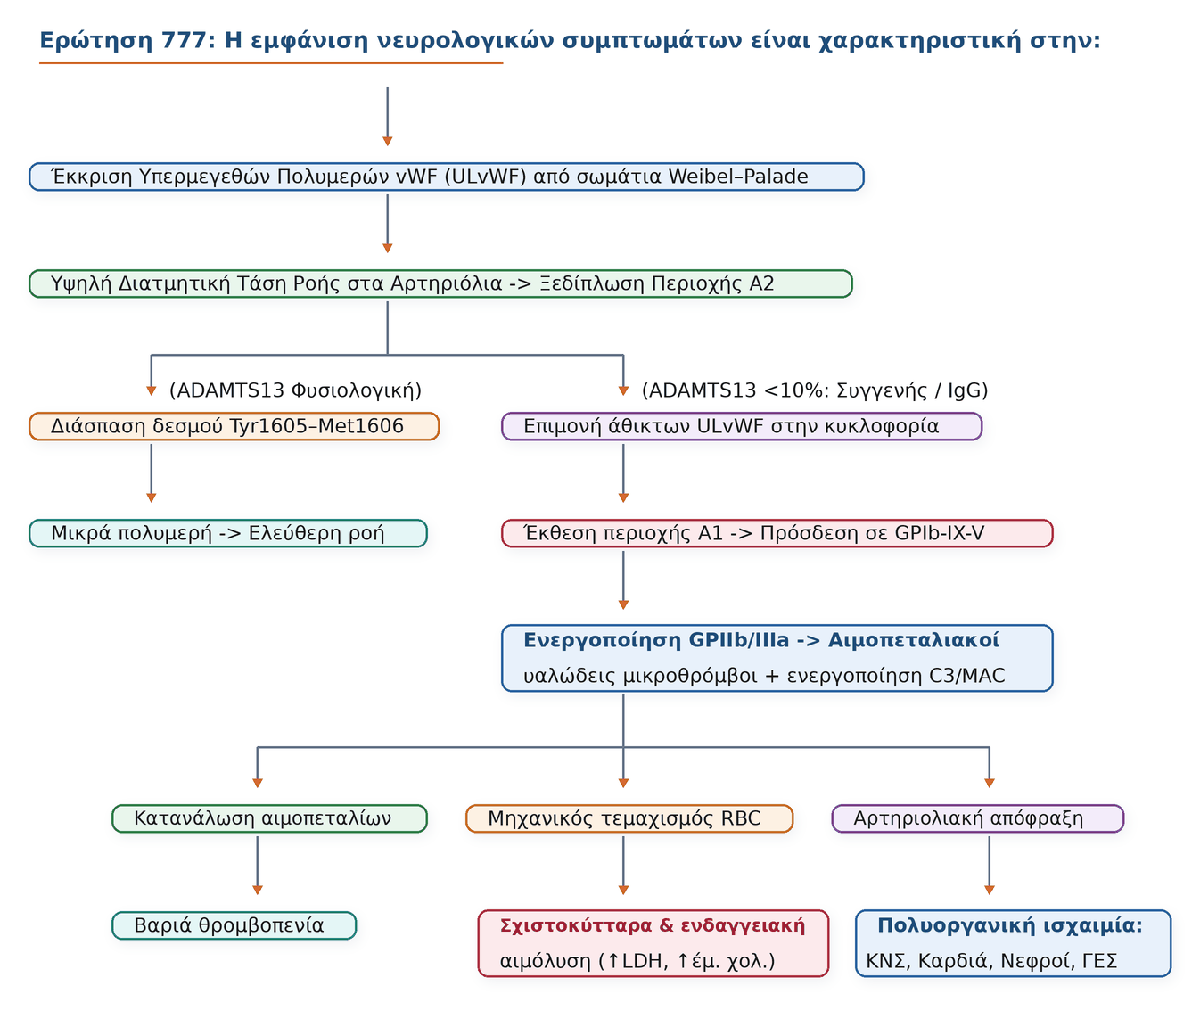 Ερώτηση 777: Η εμφάνιση νευρολογικών συμπτωμάτων είναι χαρακτηριστική στην:
Έκκριση Υπερμεγεθών Πολυμερών vWF (ULvWF) από σωμάτια Weibel–Palade
Υψηλή Διατμητική Τάση Ροής στα Αρτηριόλια -> Ξεδίπλωση Περιοχής A2
(ADAMTS13 Φυσιολογική)
(ADAMTS13 <10%: Συγγενής / IgG)
Διάσπαση δεσμού Tyr1605–Met1606
Επιμονή άθικτων ULvWF στην κυκλοφορία
Μικρά πολυμερή -> Ελεύθερη ροή
Έκθεση περιοχής A1 -> Πρόσδεση σε GPIb-IX-V
Ενεργοποίηση GPIIb/IIIa -> Αιμοπεταλιακοί
υαλώδεις μικροθρόμβοι + ενεργοποίηση C3/MAC
Κατανάλωση αιμοπεταλίων
Μηχανικός τεμαχισμός RBC
Αρτηριολιακή απόφραξη
Βαριά θρομβοπενία
Σχιστοκύτταρα & ενδαγγειακή
αιμόλυση (↑LDH, ↑έμ. χολ.)
Πολυοργανική ισχαιμία:
ΚΝΣ, Καρδιά, Νεφροί, ΓΕΣ